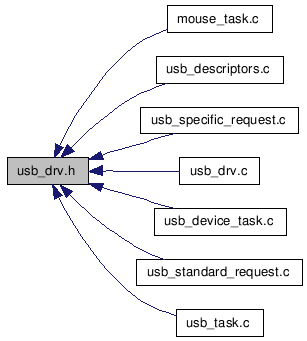 mouse_task.c
usb_descriptors.c
usb_specific_request.c
usb_drv.h
usb_drv.c
usb_device_task.c
usb_standard_request.c
usb_task.c